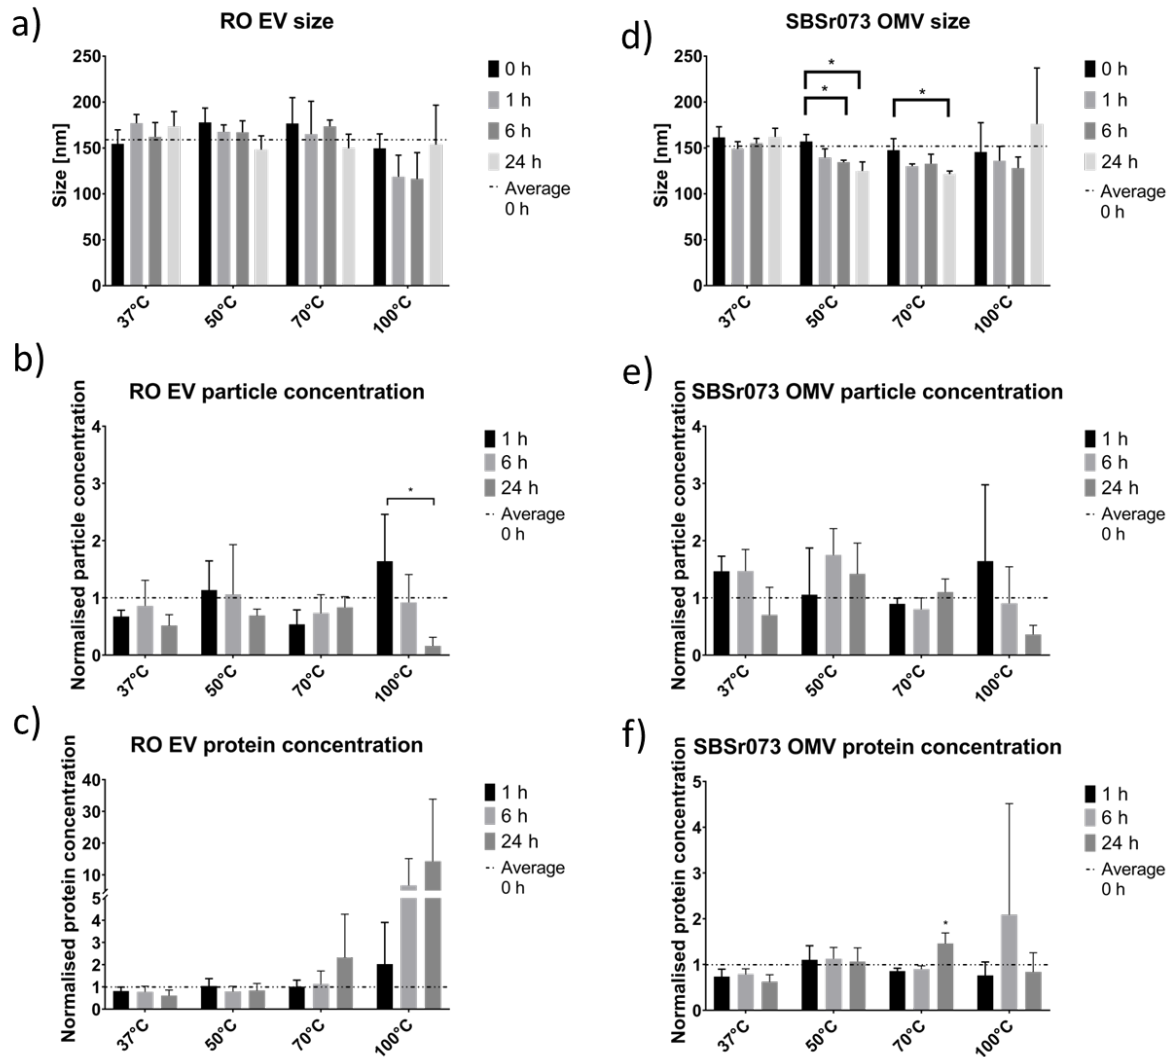 a)
RO EV size
Size [nm]
250
200
150
100
50
0
37°C
50°C
70°C
100°C
0 h
1 h
6 h
24 h
Average
0 h
d)
SBSr073 OMV size
Size [nm]
250
200
150
100
50
0
*
*
*
37°C
50°C
70°C
100°C
0 h
1 h
6 h
24 h
Average
0 h
b)
RO EV particle concentration
Normalised particle concentration
4
3
2
1
0
*
37°C
50°C
70°C
100°C
1 h
6 h
24 h
Average
0 h
e)
SBSr073 OMV particle concentration
Normalised particle concentration
4
3
2
1
0
37°C
50°C
70°C
100°C
1 h
6 h
24 h
Average
0 h
c)
RO EV protein concentration
Normalised protein concentration
40
30
20
10
5
4
3
2
1
0
37°C
50°C
70°C
100°C
1 h
6 h
24 h
Average
0 h
f)
SBSr073 OMV protein concentration
Normalised protein concentration
5
4
3
2
1
0
*
37°C
50°C
70°C
100°C
1 h
6 h
24 h
Average
0 h